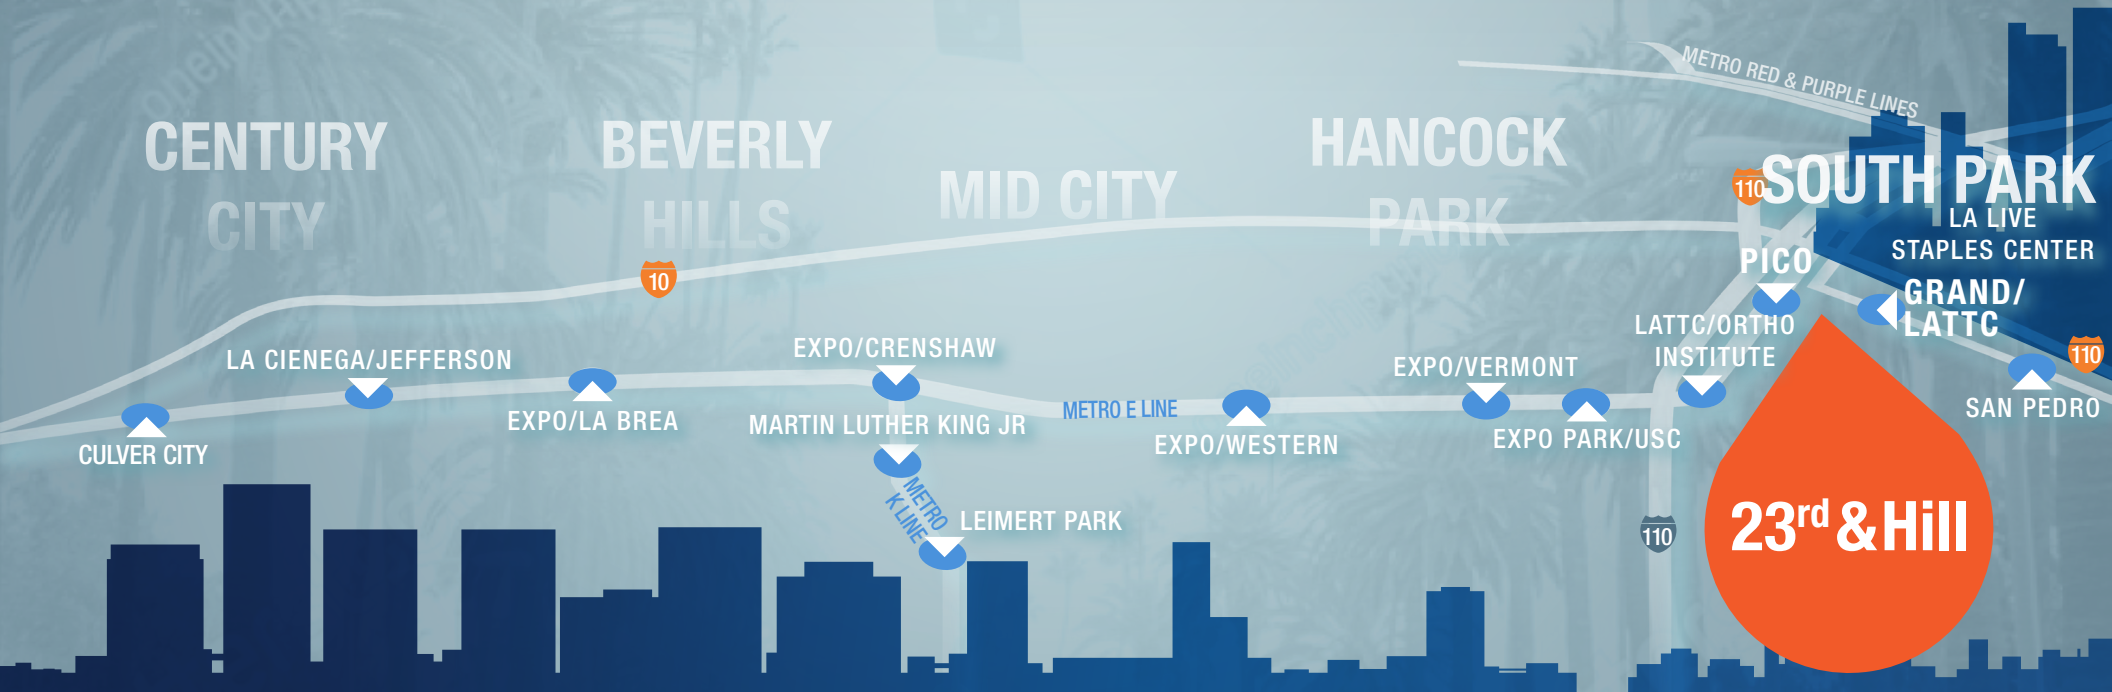 METRO RED & PURPLE LINES
CENTURY
CITY
BEVERLY
HILLS
MID CITY
HANCOCK
PARK
110
SOUTH PARK
LA LIVE
STAPLES CENTER
PICO
GRAND/
LATTC
10
LATTC/ORTHO
INSTITUTE
110
LA CIENEGA/JEFFERSON
EXPO/CRENSHAW
EXPO/VERMONT
EXPO/LA BREA
MARTIN LUTHER KING JR
METRO E LINE
SAN PEDRO
CULVER CITY
EXPO/WESTERN
EXPO PARK/USC
METRO
K LINE
LEIMERT PARK
110
23rd & Hill